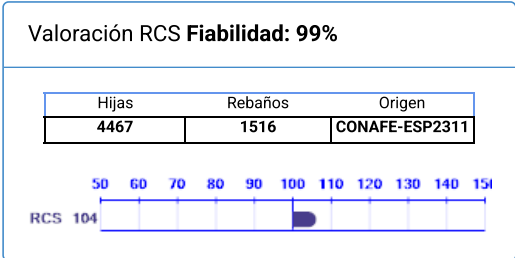 Valoración RCS Fiabilidad: 99%
Hijas Rebaños Origen
4467 1516 CONAFE-ESP2311
50 60 70 80 90 100 110 120 130 140
RCS 104